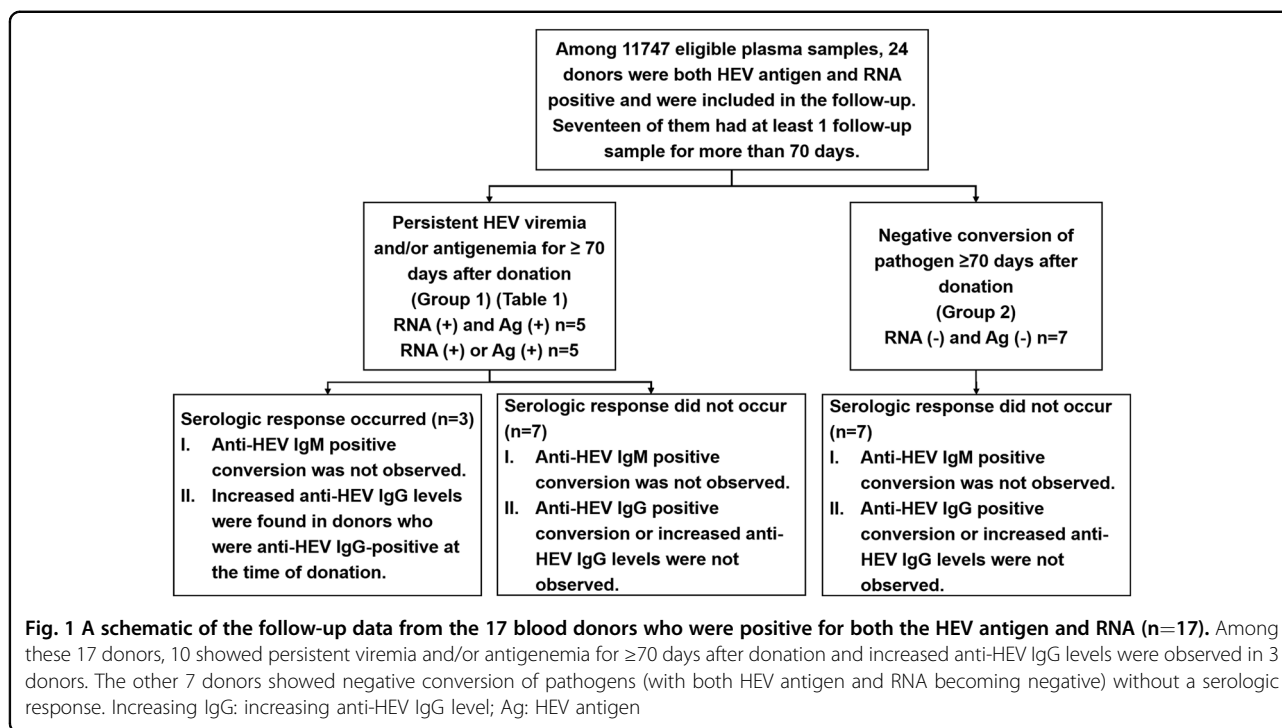 Among 11747 eligible plasma samples, 24
donors were both HEV antigen and RNA
positive and were included in the follow-up.
Seventeen of them had at least 1 follow-up
sample for more than 70 days.
Persistent HEV viremia
and/or antigenemia for ≥ 70
days after donation
(Group 1) (Table 1)
RNA (+) and Ag (+) n=5
RNA (+) or Ag (+) n=5
Negative conversion of
pathogen ≥70 days after
donation
(Group 2)
RNA (-) and Ag (-) n=7
Serologic response occurred (n=3)
I. Anti-HEV IgM positive
conversion was not observed.
II. Increased anti-HEV IgG levels
were found in donors who
were anti-HEV IgG-positive at
the time of donation.
Serologic response did not occur
(n=7)
I. Anti-HEV IgM positive
conversion was not observed.
II. Anti-HEV IgG positive
conversion or increased anti-
HEV IgG levels were not
observed.
Serologic response did not occur
(n=7)
I. Anti-HEV IgM positive
conversion was not observed.
II. Anti-HEV IgG positive
conversion or increased anti-
HEV IgG levels were not
observed.
Fig. 1 A schematic of the follow-up data from the 17 blood donors who were positive for both the HEV antigen and RNA (n=17). Among
these 17 donors, 10 showed persistent viremia and/or antigenemia for ≥70 days after donation and increased anti-HEV IgG levels were observed in 3
donors. The other 7 donors showed negative conversion of pathogens (with both HEV antigen and RNA becoming negative) without a serologic
response. Increasing IgG: increasing anti-HEV IgG level; Ag: HEV antigen